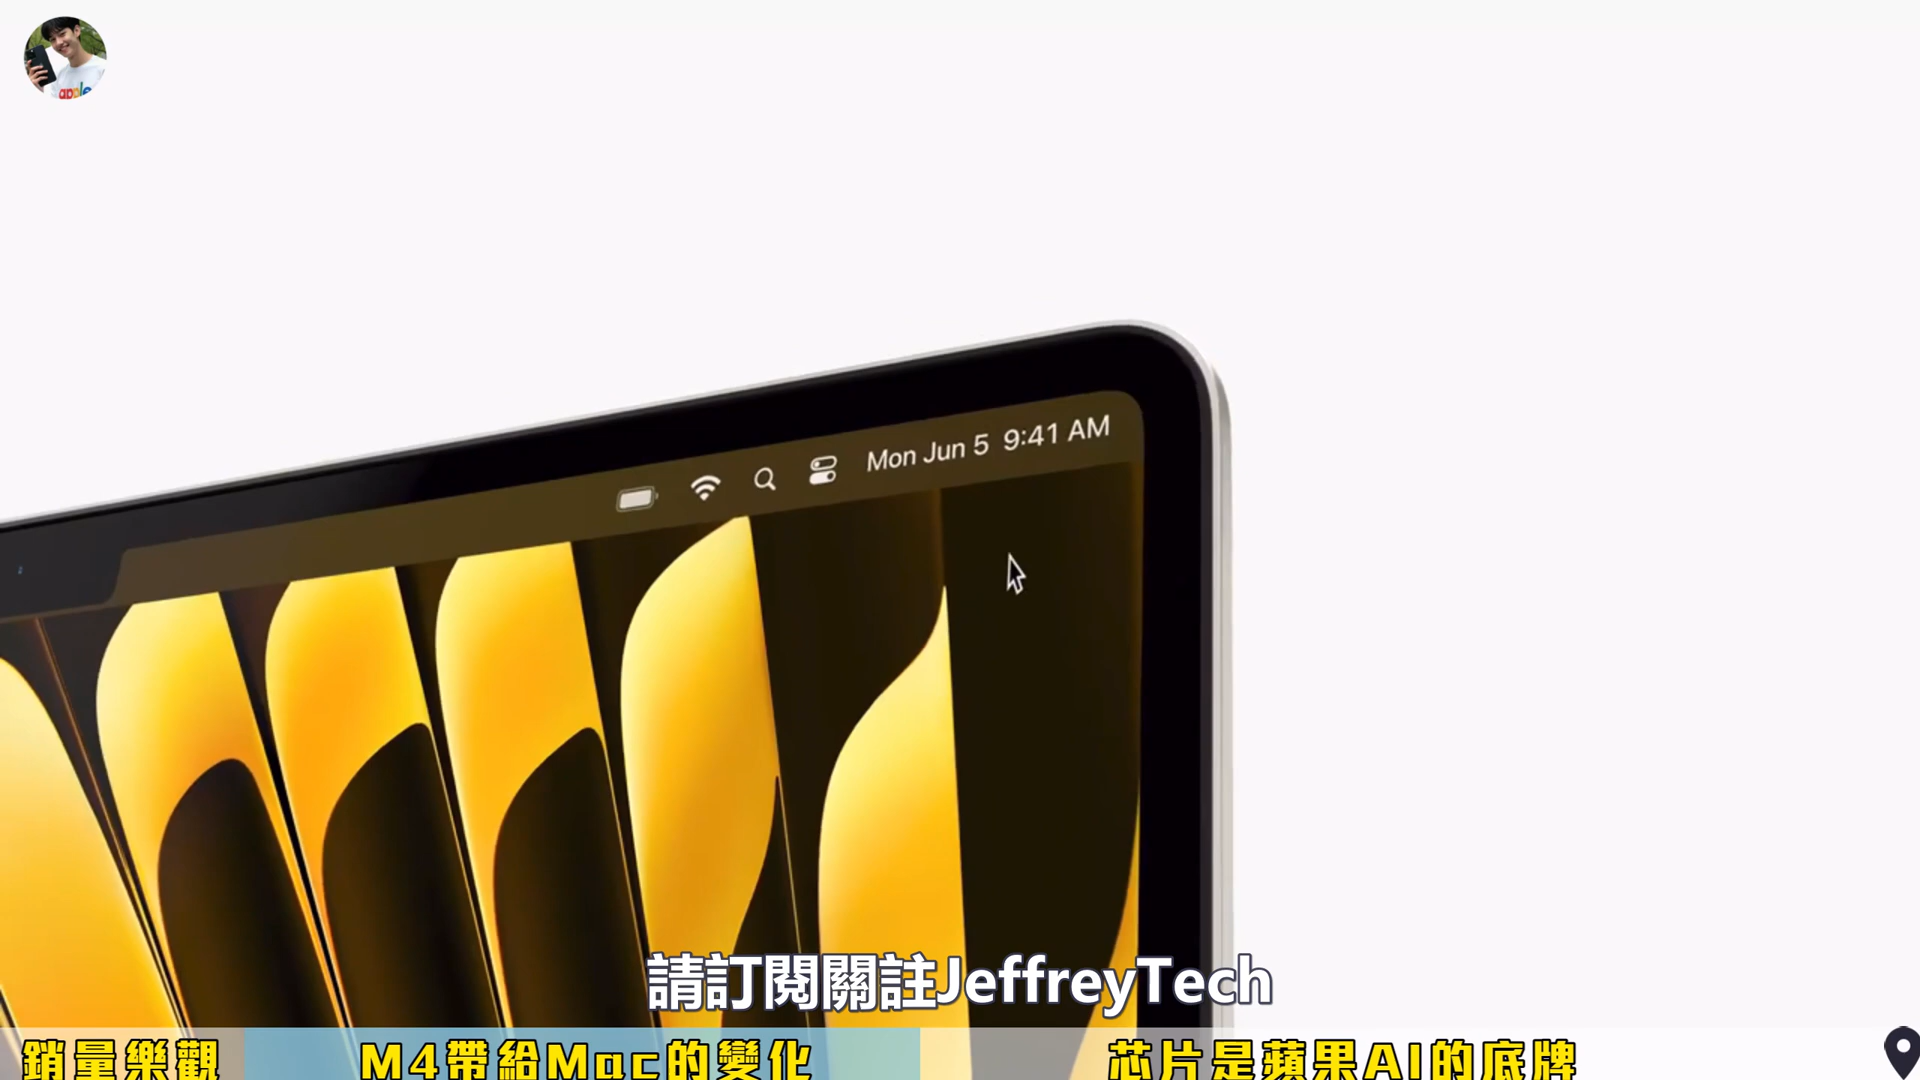 apple
Mon Jun 5 9:41 AM
請訂閱關註JeffreyTech
銷量樂觀
M4帶給Mac的變化
芯片是蘋果AI的底牌